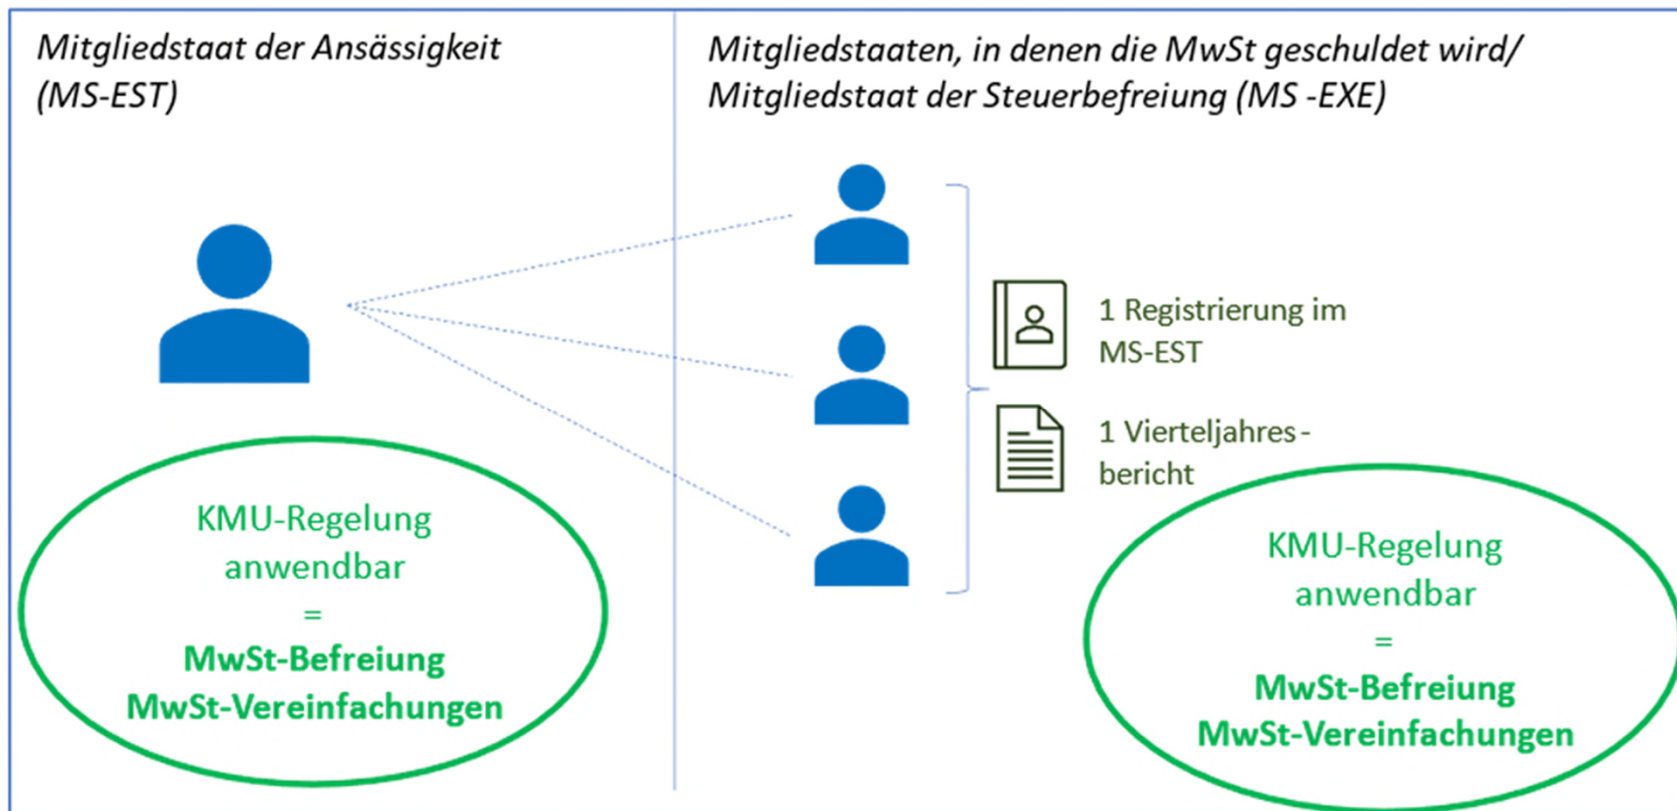 Mitgliedstaat der Ansässigkeit
(MS-EST)
Mitgliedstaaten, in denen die MwSt geschuldet wird/
Mitgliedstaat der Steuerbefreiung (MS -EXE)
1 Registrierung im
MS-EST
1 Vierteljahres-
bericht
KMU-Regelung
anwendbar
=
MwSt-Befreiung
MwSt-Vereinfachungen
KMU-Regelung
anwendbar
=
MwSt-Befreiung
MwSt-Vereinfachungen